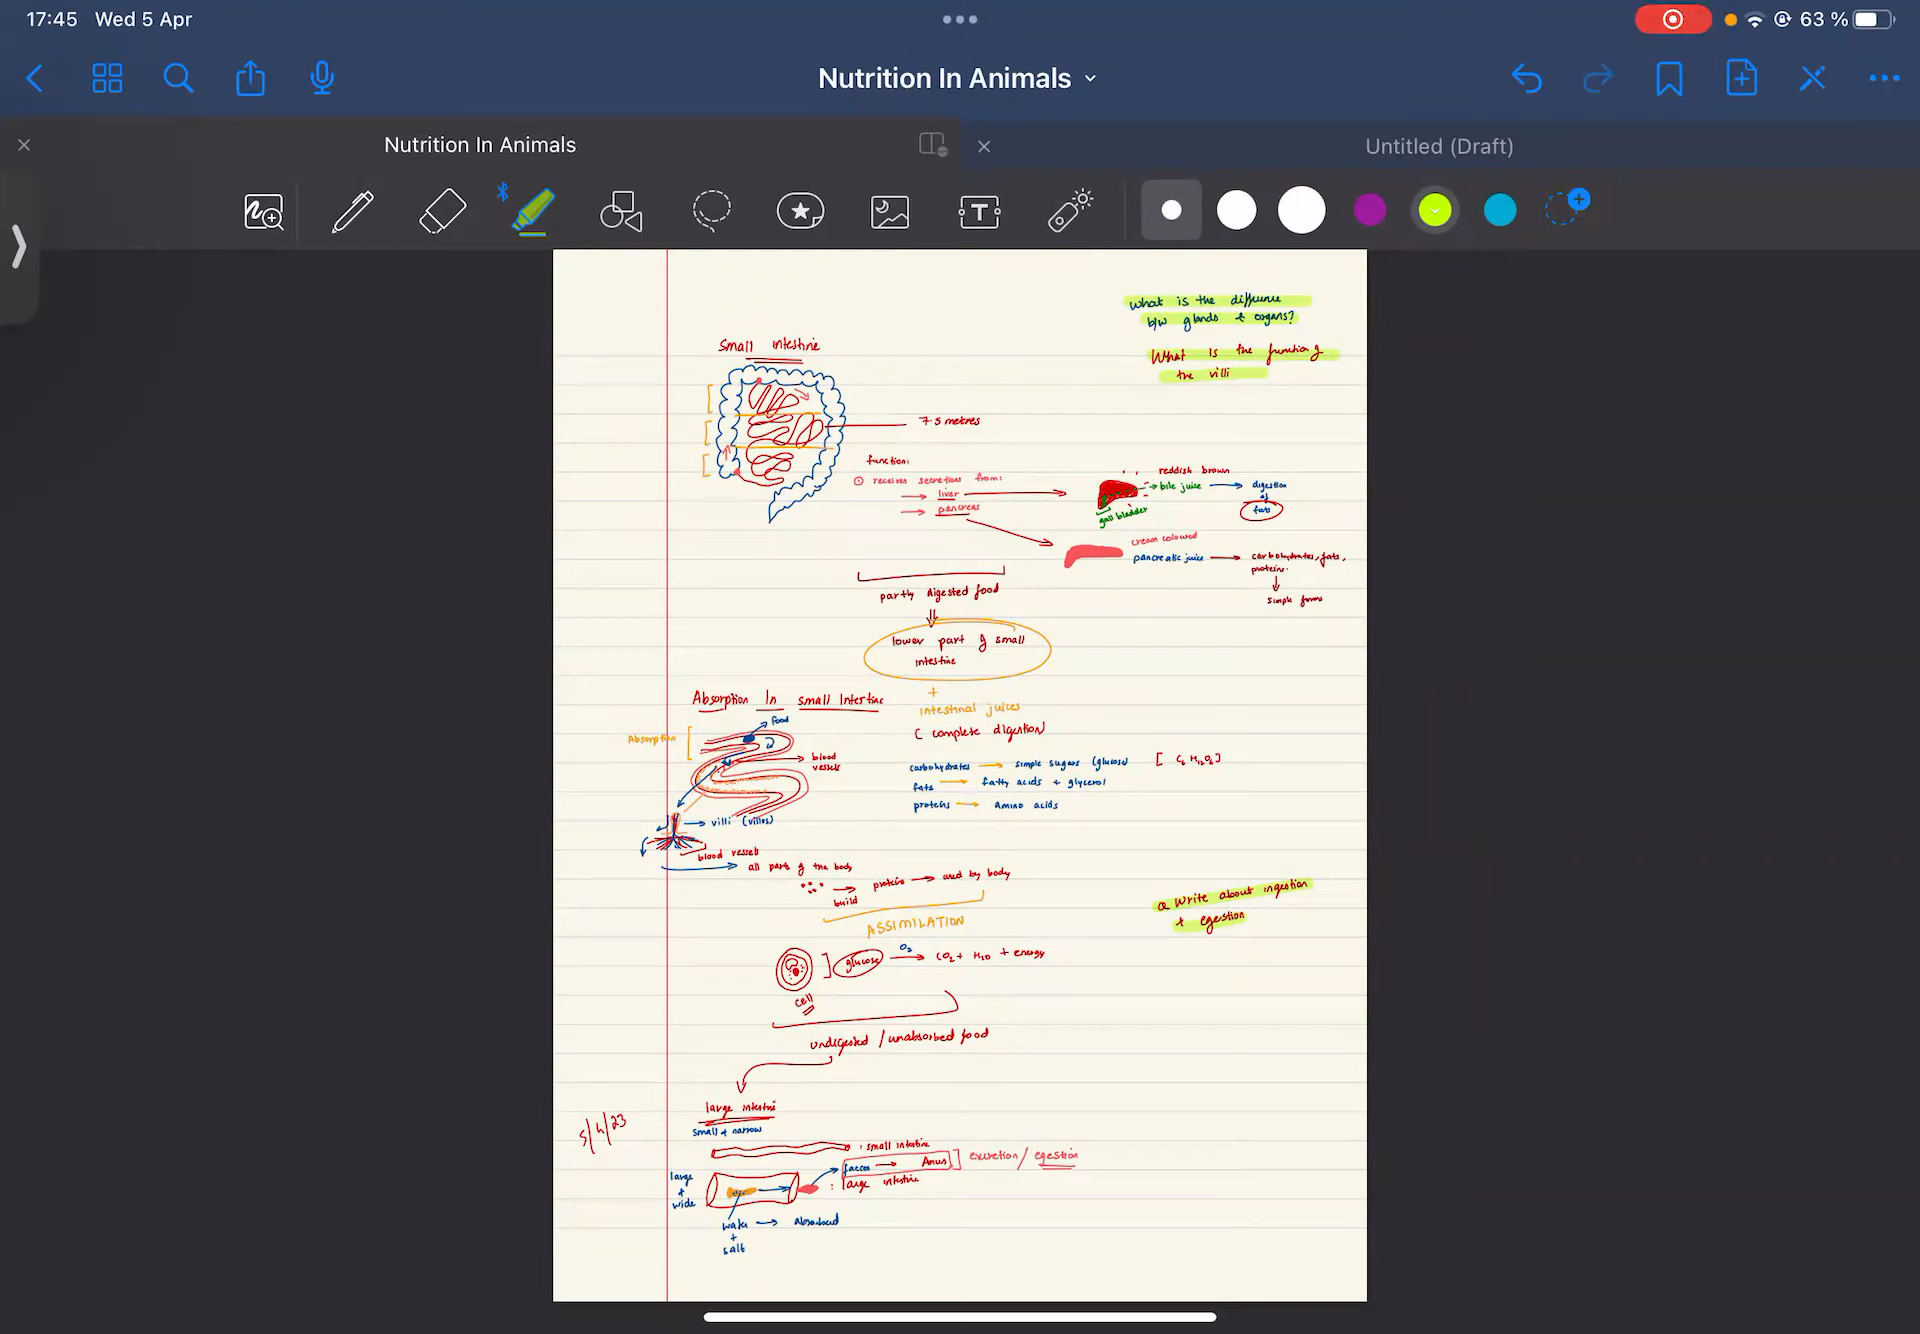 17:45 Wed 5 Apr
63 %
Nutrition In Animals
Nutrition In Animals
Untitled (Draft)
T
What is the
b/w glands + organs?
What is the function of
the villi
Small intestine
7.5 metres
function:
receives secretions from:
liver
pancreas
reddish brown
bile juice
digestion
of
fats
gall bladder
cream coloured
pancreatic juice
carbohydrates, fats,
proteins.
simple forms
partly digested food
lower part of small
intestine
+
intestinal juices
Absorption In small Intestine
( complete digestion
food
Absorption
blood
vessels
carbohydrates → simple sugars (glucose) [ C6 H12O6 ]
fats → fatty acids + glycerol
proteins → amino acids
villi (villus)
blood vessels
all parts of the body
build
protein → used by body
ASSIMILATION
Q Write about ingestion
+ egestion
glucose O2 → CO2 + H2O + energy
cell
undigested / unabsorbed food
5/4/23
large intestine
small + narrow
: small intestine
faeces → Anus ] excretion / egestion
: large intestine
large
+
wide
water → absorbed
+
salt